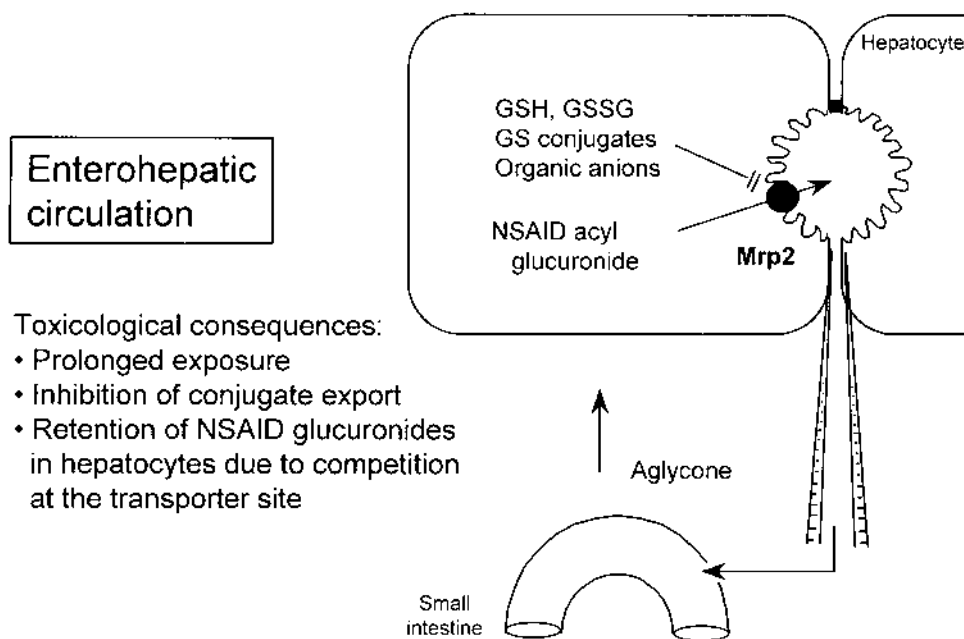 Enterohepatic
circulation
Toxicological consequences:
• Prolonged exposure
• Inhibition of conjugate export
• Retention of NSAID glucuronides
in hepatocytes due to competition
at the transporter site
Hepatocyte
GSH, GSSG
GS conjugates
Organic anions
NSAID acyl
glucuronide
Mrp2
Aglycone
Small
intestine